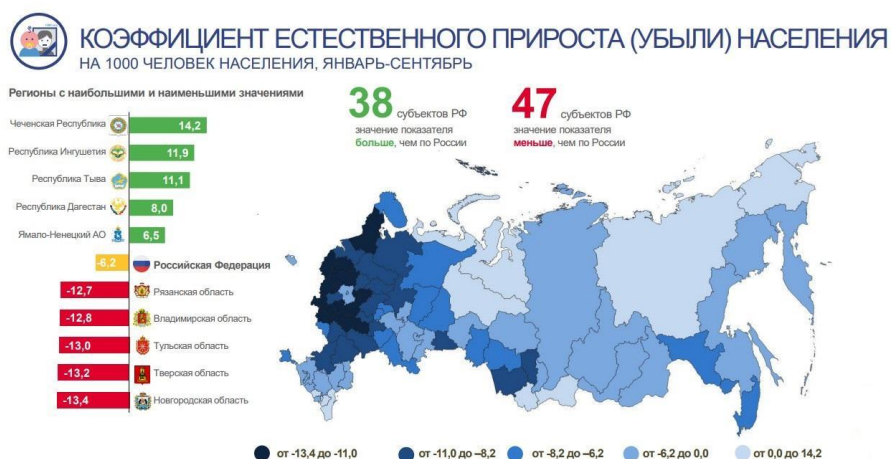 КОЭФФИЦИЕНТ ЕСТЕСТВЕННОГО ПРИРОСТА (УБЫЛИ) НАСЕЛЕНИЯ
НА 1000 ЧЕЛОВЕК НАСЕЛЕНИЯ, ЯНВАРЬ-СЕНТЯБРЬ
Регионы с наибольшими и наименьшими значениями
Чеченская Республика 14,2
Республика Ингушетия 11,9
Республика Тыва 11,1
Республика Дагестан 8,0
Ямало-Ненецкий АО 6,5
-6,2 Российская Федерация
-12,7 Рязанская область
-12,8 Владимирская область
-13,0 Тульская область
-13,2 Тверская область
-13,4 Новгородская область
38 субъектов РФ
значение показателя
больше, чем по России
47 субъектов РФ
значение показателя
меньше, чем по России
от -13,4 до -11,0
от -11,0 до –8,2
от -8,2 до –6,2
от -6,2 до 0,0
от 0,0 до 14,2